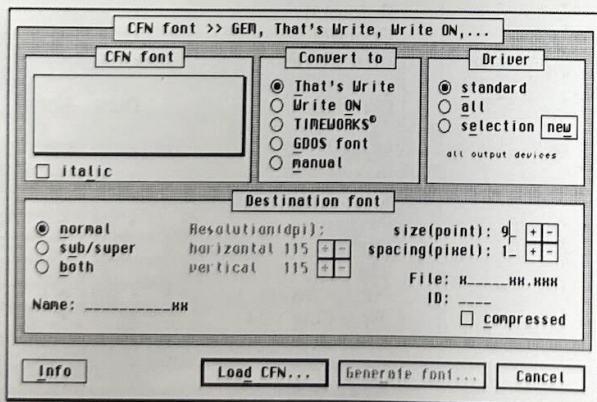 CFN font >> GEM, That's Write, Write ON,...
CFN font
italic
Convert to
That's Write
Write ON
TIMEWORKS©
GDOS font
manual
Driver
standard
all
selection new
all output devices
Destination font
normal
sub/super
both
Resolution(dpi):
horizontal 115 + -
vertical 115 + -
size(point): 9_ + -
spacing(pixel): 1_ + -
File: x_____xx.xxx
ID: ____
compressed
Name: __________xx
Info
Load CFN...
Generate font...
Cancel